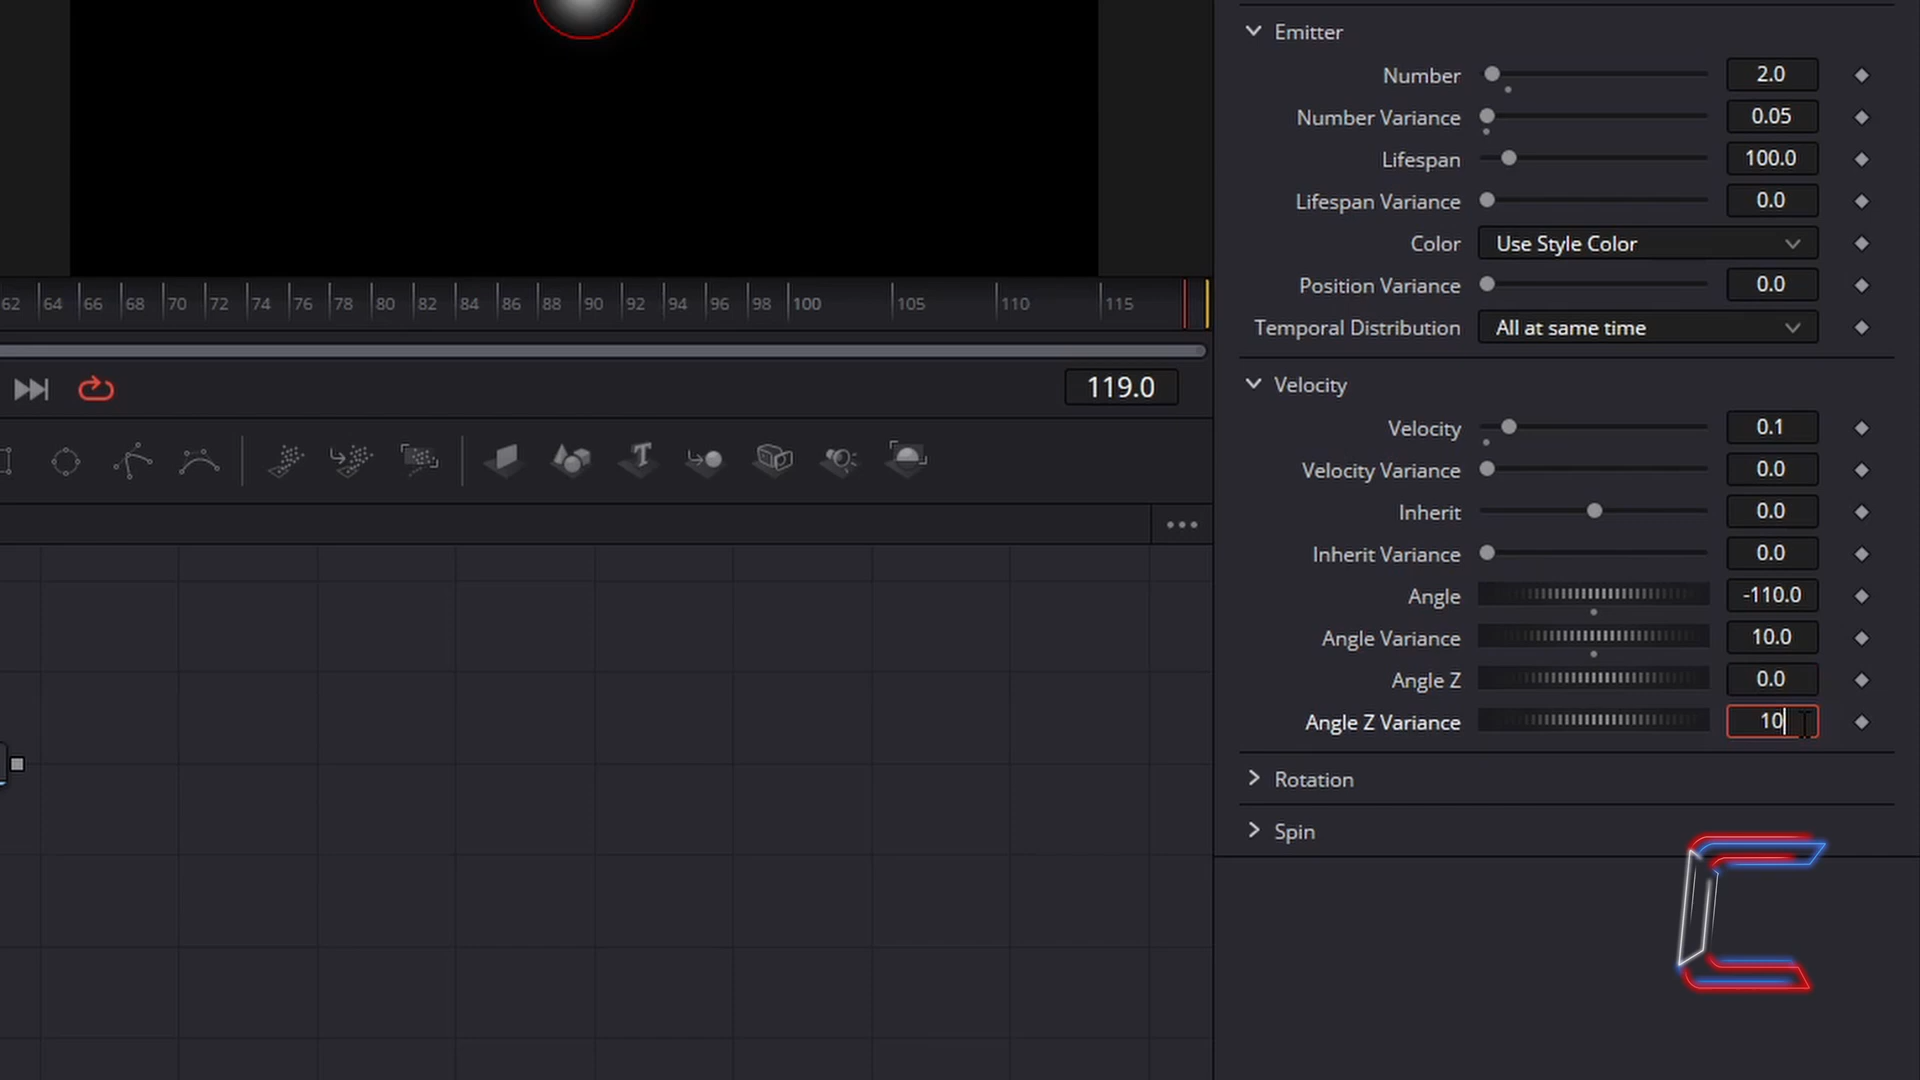 Emitter
Number 2.0
Number Variance 0.05
Lifespan 100.0
Lifespan Variance 0.0
Color Use Style Color
Position Variance 0.0
Temporal Distribution All at same time
62 64 66 68 70 72 74 76 78 80 82 84 86 88 90 92 94 96 98 100 105 110 115
119.0
Velocity
Velocity 0.1
Velocity Variance 0.0
Inherit 0.0
Inherit Variance 0.0
Angle -110.0
Angle Variance 10.0
Angle Z 0.0
Angle Z Variance 10
Rotation
Spin